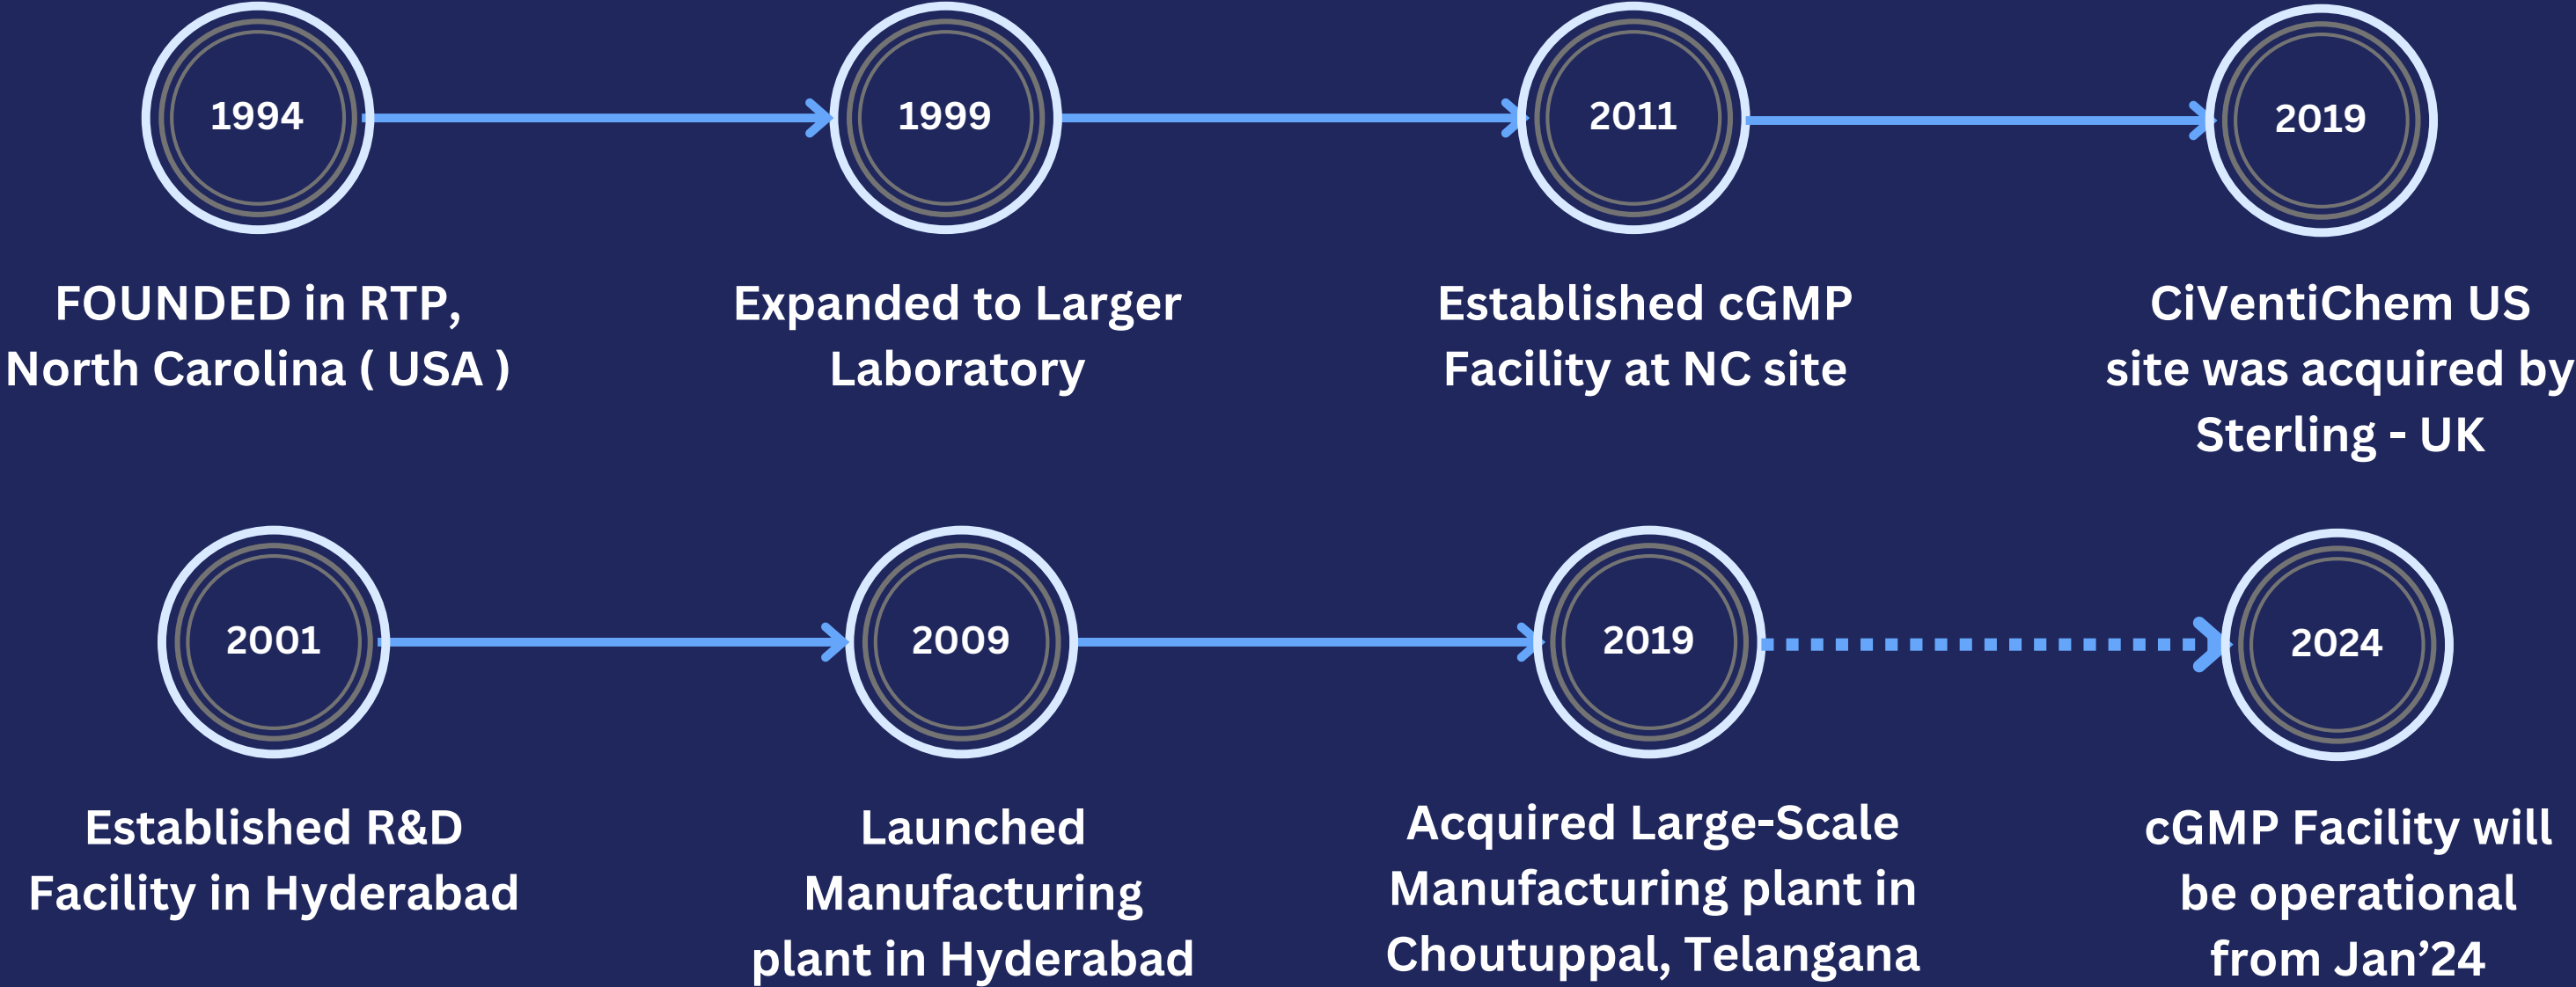 1994
FOUNDED in RTP,
North Carolina ( USA )
1999
Expanded to Larger
Laboratory
2011
Established cGMP
Facility at NC site
2019
CiVentiChem US
site was acquired by
Sterling - UK
2001
Established R&D
Facility in Hyderabad
2009
Launched
Manufacturing
plant in Hyderabad
2019
Acquired Large-Scale
Manufacturing plant in
Choutuppal, Telangana
2024
cGMP Facility will
be operational
from Jan’24